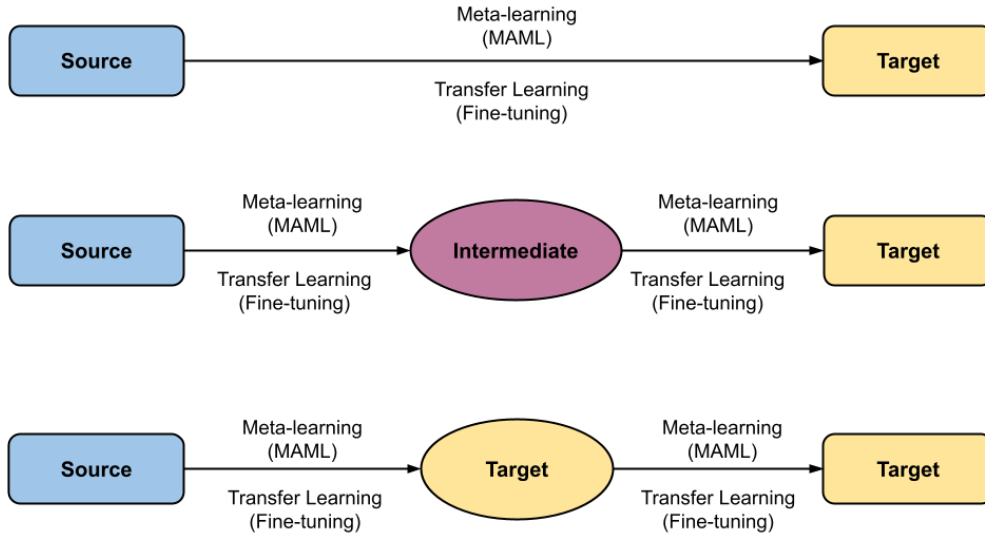 Meta-learning
(MAML)
Source
Target
Transfer Learning
(Fine-tuning)
Meta-learning
(MAML)
Meta-learning
(MAML)
Source
Intermediate
Target
Transfer Learning
(Fine-tuning)
Transfer Learning
(Fine-tuning)
Meta-learning
(MAML)
Meta-learning
(MAML)
Source
Target
Target
Transfer Learning
(Fine-tuning)
Transfer Learning
(Fine-tuning)